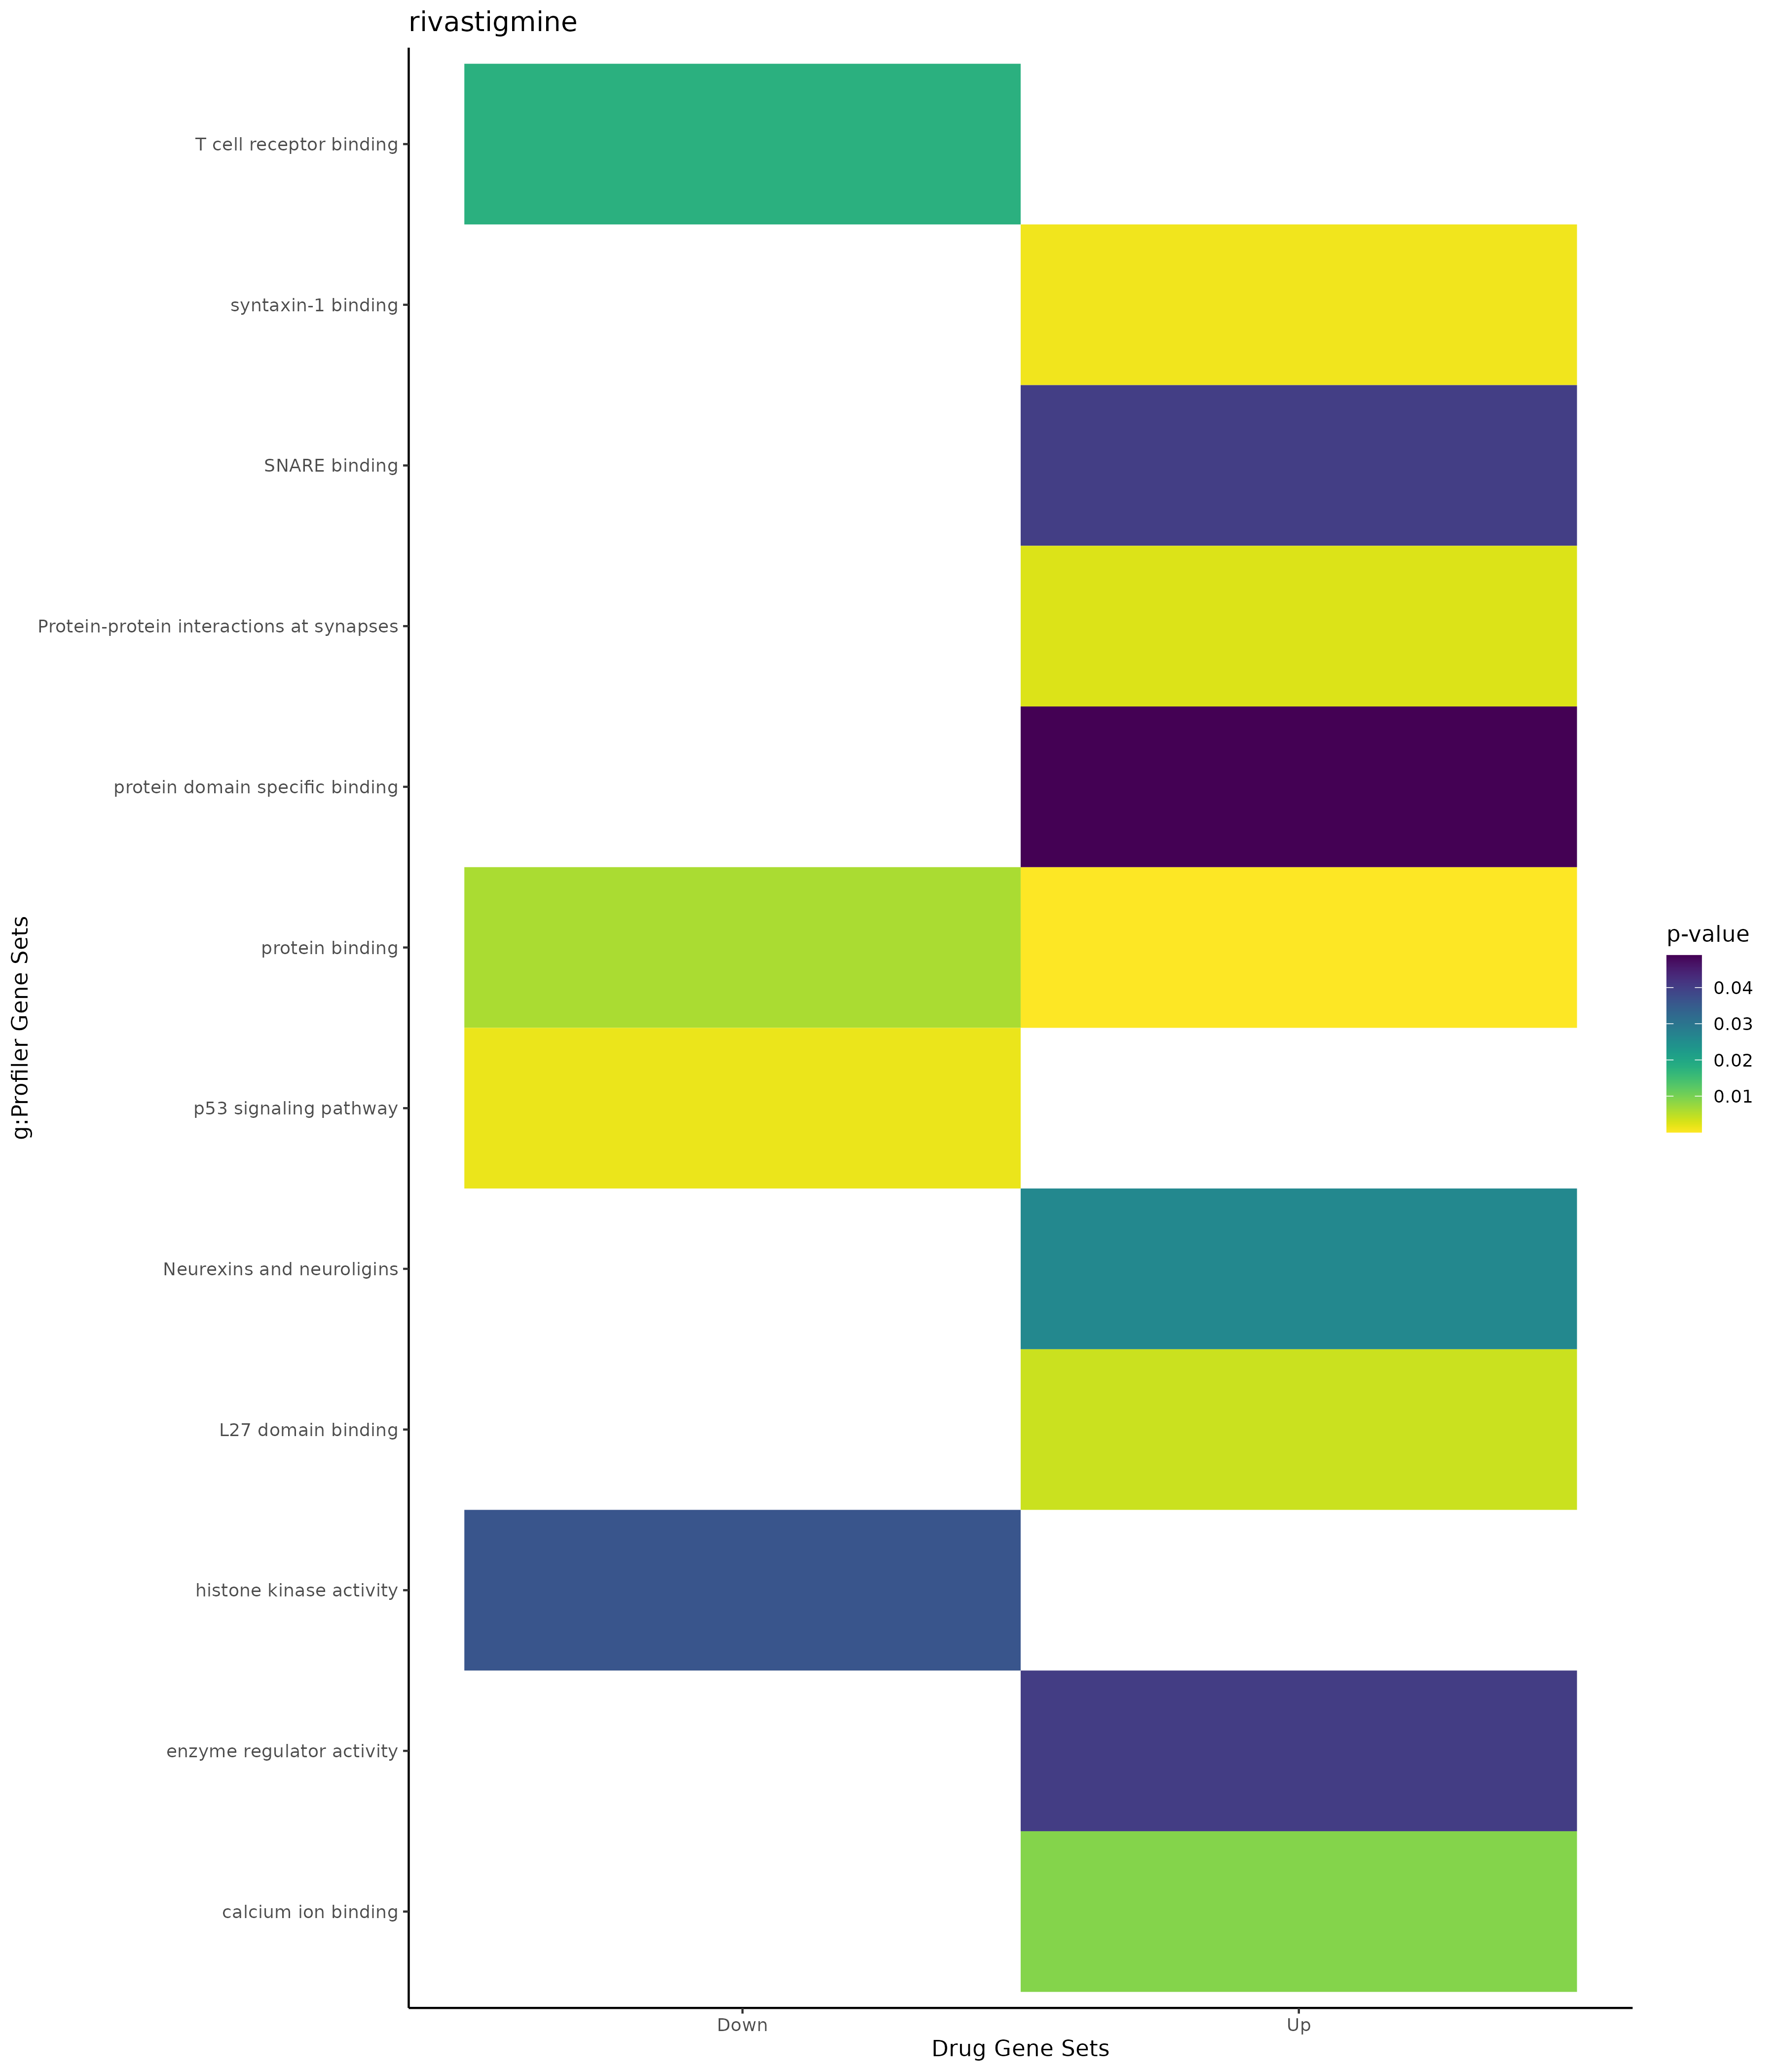 rivastigmine
T cell receptor binding
syntaxin-1 binding
SNARE binding
Protein-protein interactions at synapses
protein domain specific binding
protein binding
p53 signaling pathway
Neurexins and neuroligins
L27 domain binding
histone kinase activity
enzyme regulator activity
calcium ion binding
g:Profiler Gene Sets
Down
Up
Drug Gene Sets
p-value
0.04
0.03
0.02
0.01